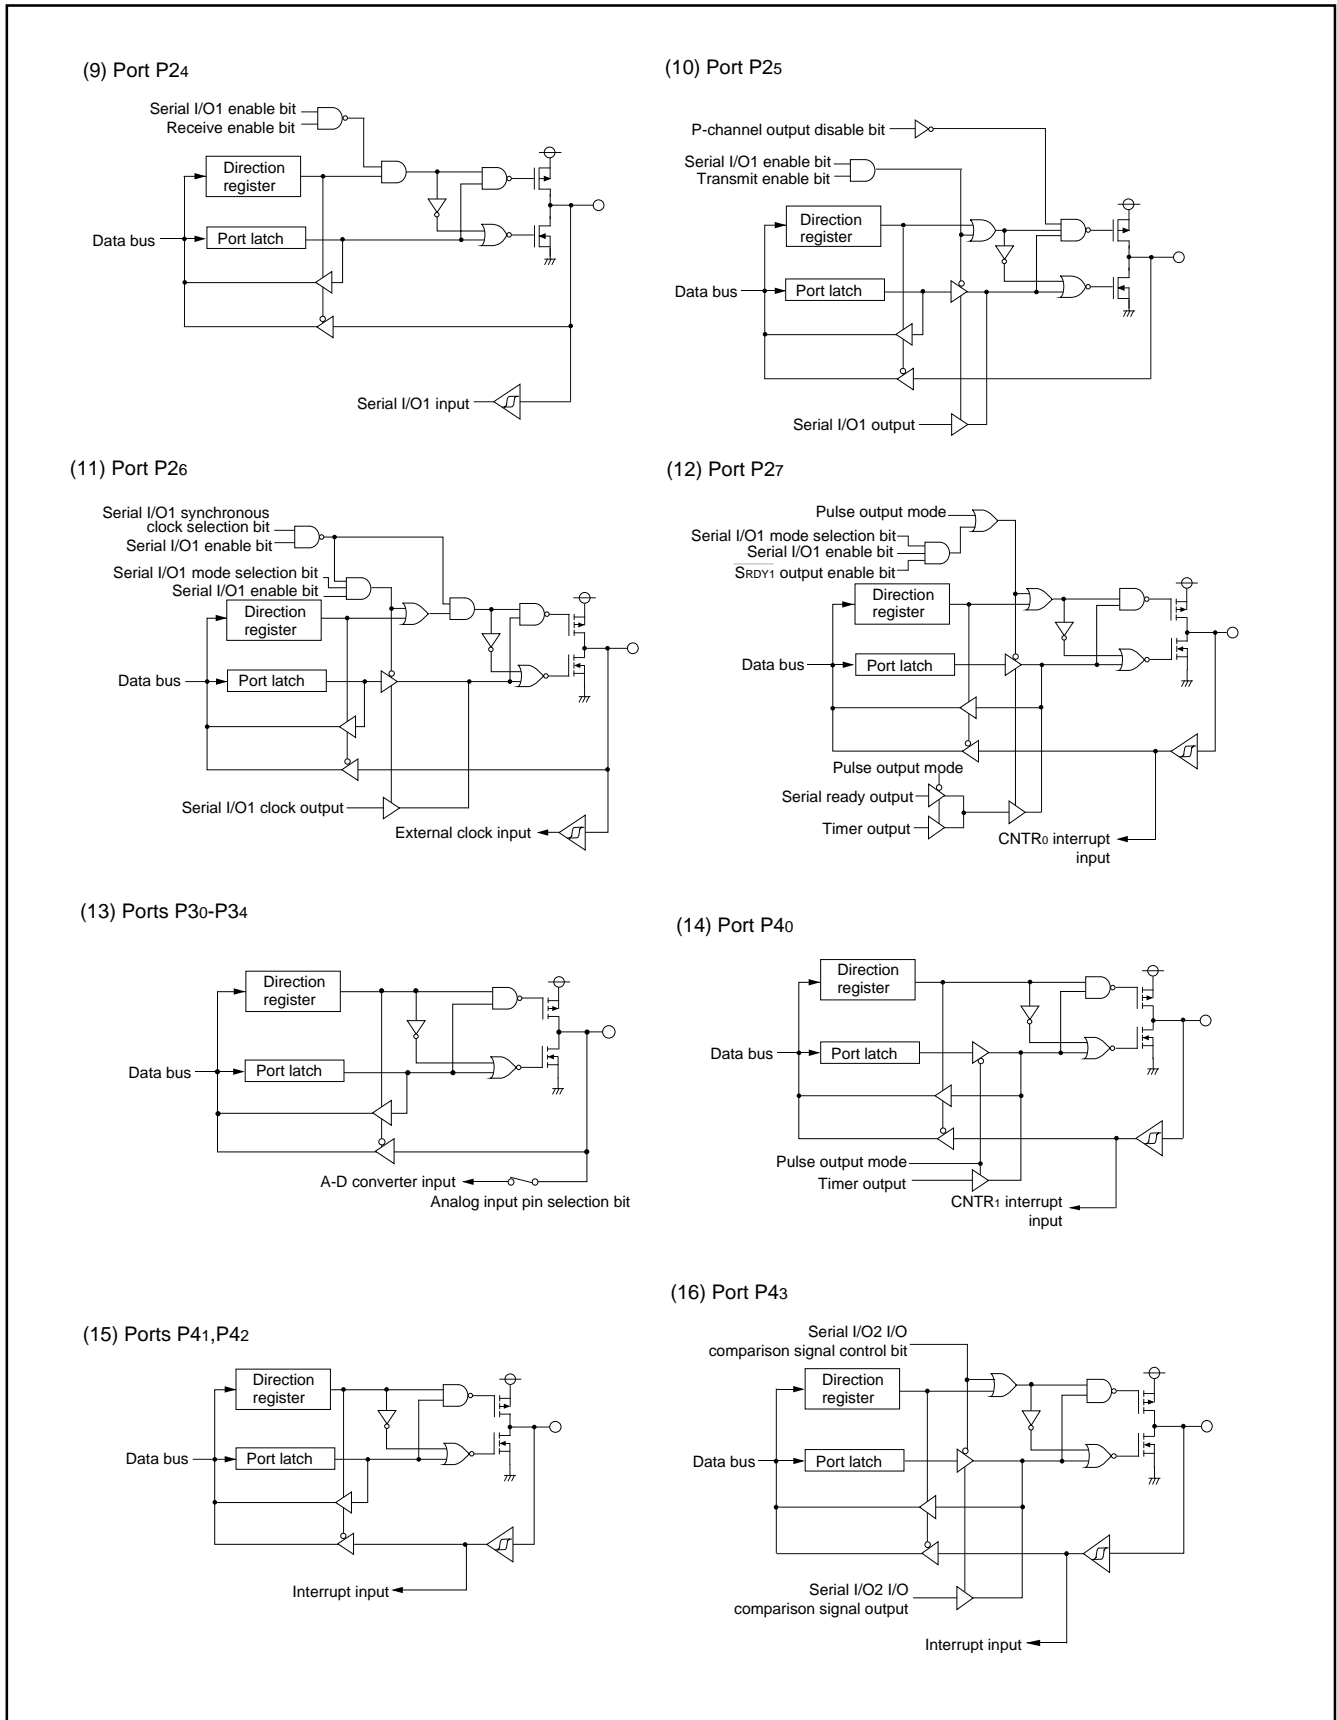 (9) Port P24
Serial I/O1 enable bit
Receive enable bit
Direction
register
Data bus
Port latch
Serial I/O1 input
(10) Port P25
P-channel output disable bit
Serial I/O1 enable bit
Transmit enable bit
Direction
register
Data bus
Port latch
Serial I/O1 output
(11) Port P26
Serial I/O1 synchronous
clock selection bit
Serial I/O1 enable bit
Serial I/O1 mode selection bit
Serial I/O1 enable bit
Direction
register
Data bus
Port latch
Serial I/O1 clock output
External clock input
(12) Port P27
Pulse output mode
Serial I/O1 mode selection bit
Serial I/O1 enable bit
SRDY1 output enable bit
Direction
register
Data bus
Port latch
Pulse output mode
Serial ready output
Timer output
CNTR0 interrupt
input
(13) Ports P30-P34
Direction
register
Data bus
Port latch
A-D converter input
Analog input pin selection bit
(14) Port P40
Direction
register
Data bus
Port latch
Pulse output mode
Timer output
CNTR1 interrupt
input
(15) Ports P41,P42
Direction
register
Data bus
Port latch
Interrupt input
(16) Port P43
Serial I/O2 I/O
comparison signal control bit
Direction
register
Data bus
Port latch
Serial I/O2 I/O
comparison signal output
Interrupt input